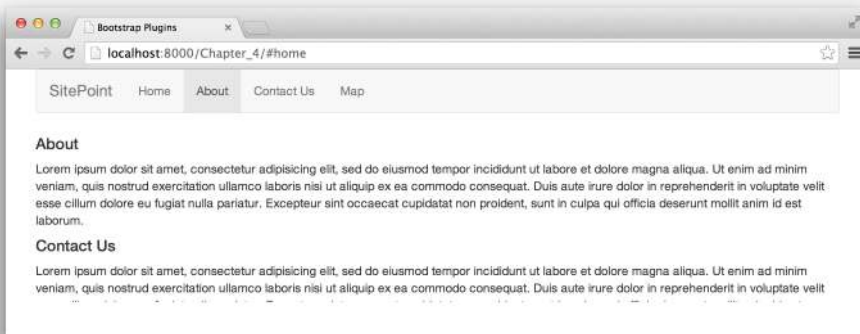 Bootstrap Plugins
localhost:8000/Chapter_4/#home
SitePoint Home About Contact Us Map
About
Lorem ipsum dolor sit amet, consectetur adipisicing elit, sed do eiusmod tempor incididunt ut labore et dolore magna aliqua. Ut enim ad minim
veniam, quis nostrud exercitation ullamco laboris nisi ut aliquip ex ea commodo consequat. Duis aute irure dolor in reprehenderit in voluptate velit
esse cillum dolore eu fugiat nulla pariatur. Excepteur sint occaecat cupidatat non proident, sunt in culpa qui officia deserunt mollit anim id est
laborum.
Contact Us
Lorem ipsum dolor sit amet, consectetur adipisicing elit, sed do eiusmod tempor incididunt ut labore et dolore magna aliqua. Ut enim ad minim
veniam, quis nostrud exercitation ullamco laboris nisi ut aliquip ex ea commodo consequat. Duis aute irure dolor in reprehenderit in voluptate velit